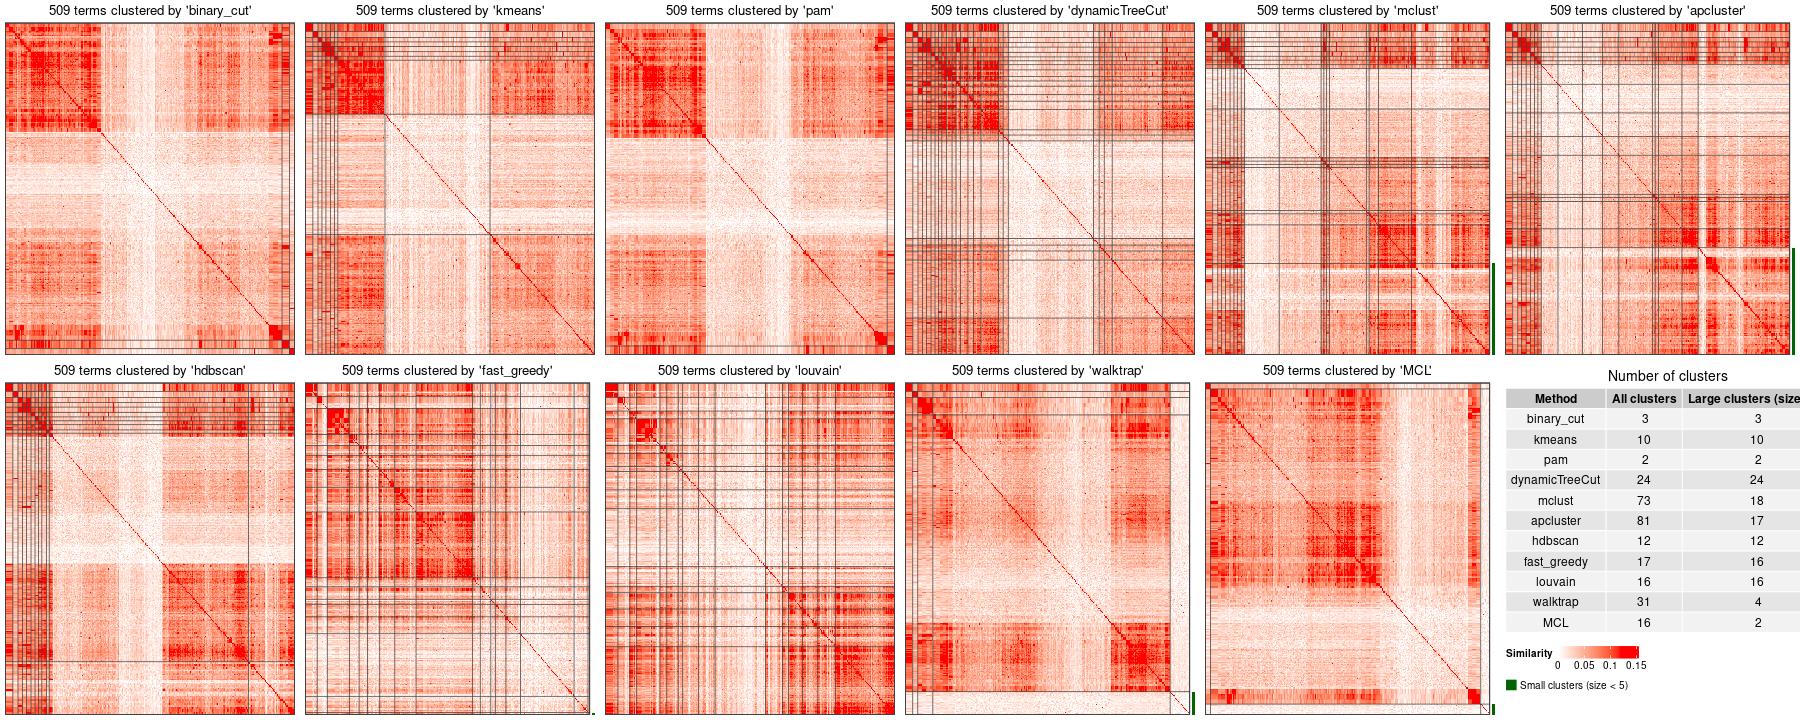 509 terms clustered by 'binary_cut'
509 terms clustered by 'kmeans'
509 terms clustered by 'pam'
509 terms clustered by 'dynamicTreeCut'
509 terms clustered by 'mclust'
509 terms clustered by 'apcluster'
509 terms clustered by 'hdbscan'
509 terms clustered by 'fast_greedy'
509 terms clustered by 'louvain'
509 terms clustered by 'walktrap'
509 terms clustered by 'MCL'
Number of clusters
Method All clusters Large clusters (size
binary_cut 3 3
kmeans 10 10
pam 2 2
dynamicTreeCut 24 24
mclust 73 18
apcluster 81 17
hdbscan 12 12
fast_greedy 17 16
louvain 16 16
walktrap 31 4
MCL 16 2
Similarity
0 0.05 0.1 0.15
Small clusters (size < 5)